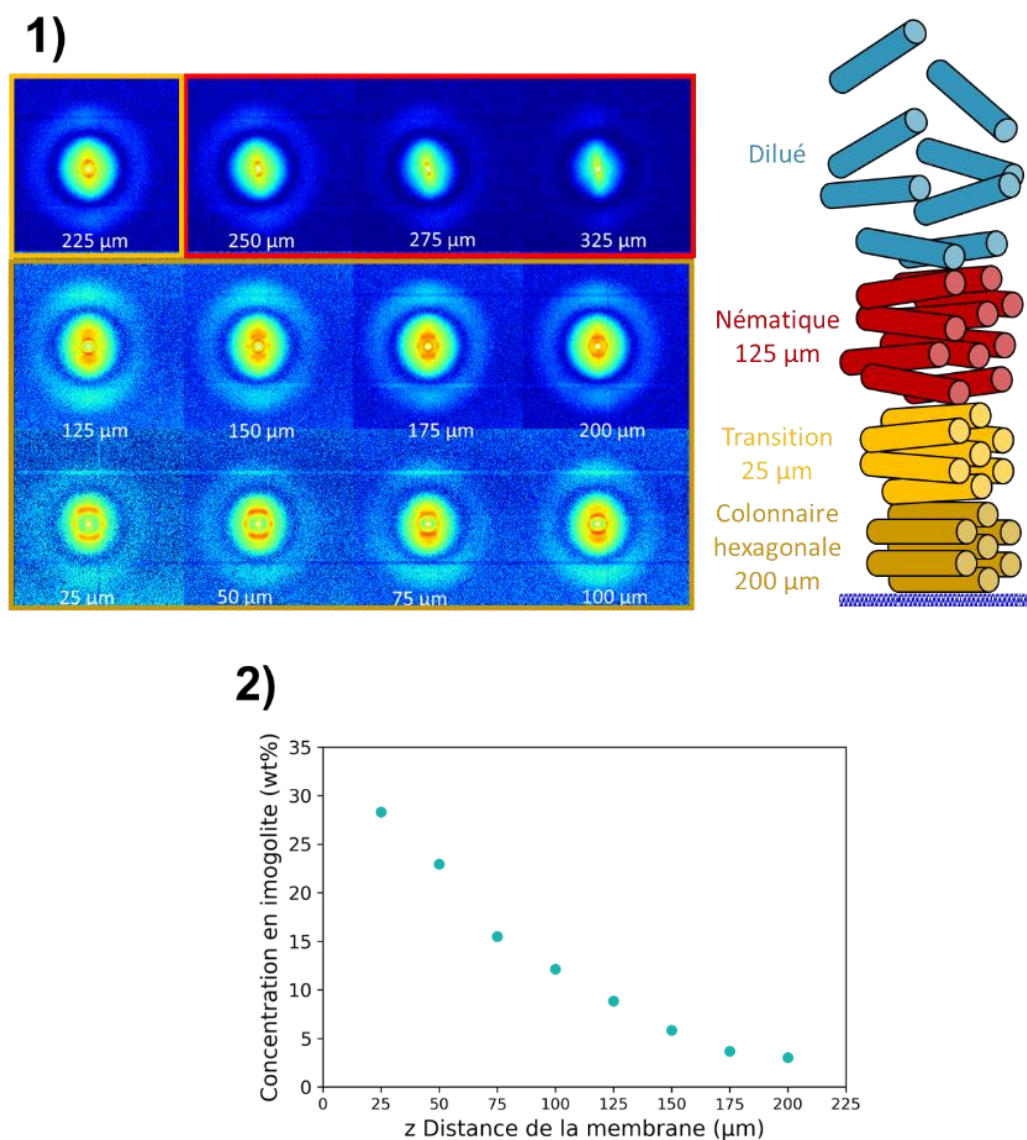 1)
225 µm
250 µm
275 µm
325 µm
125 µm
150 µm
175 µm
200 µm
25 µm
50 µm
75 µm
100 µm
Dilué
Nématique
125 µm
Transition
25 µm
Colonnaire
hexagonale
200 µm
2)
Concentration en imogolite (wt%)
35
30
25
20
15
10
5
0
0
25
50
75
100
125
150
175
200
225
z Distance de la membrane (µm)